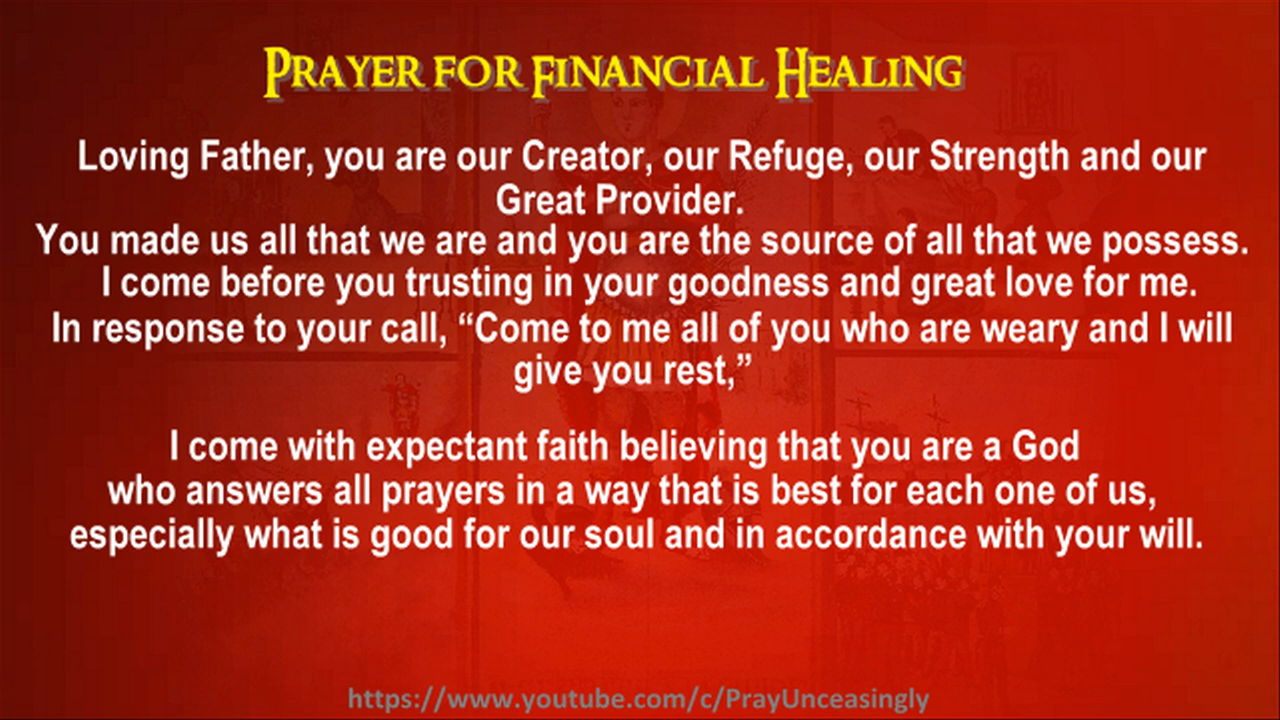 Prayer for Financial Healing
Loving Father, you are our Creator, our Refuge, our Strength and our
Great Provider.
You made us all that we are and you are the source of all that we possess.
I come before you trusting in your goodness and great love for me.
In response to your call, “Come to me all of you who are weary and I will
give you rest,”
I come with expectant faith believing that you are a God
who answers all prayers in a way that is best for each one of us,
especially what is good for our soul and in accordance with your will.
https://www.youtube.com/c/PrayUnceasingly